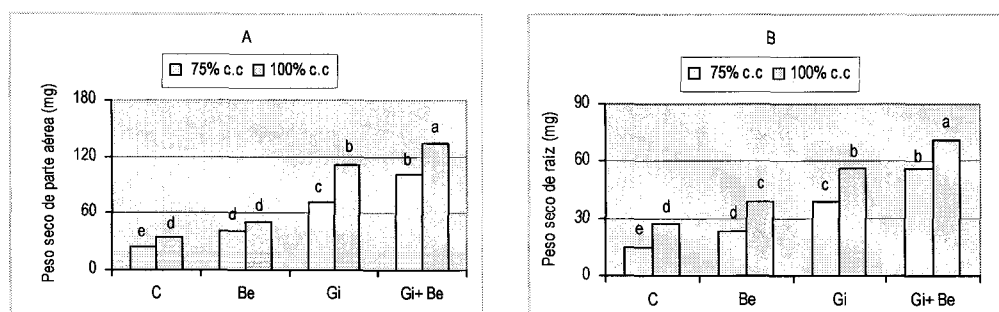 A
75% c.c 100% c.c
Peso seco de parte aérea (mg)
180
120
60
0
e d d d c b b a
C Be Gi Gi+ Be
B
75% c.c 100% c.c
Peso seco de raíz (mg)
90
60
30
0
e d d c c b b a
C Be Gi Gi+ Be